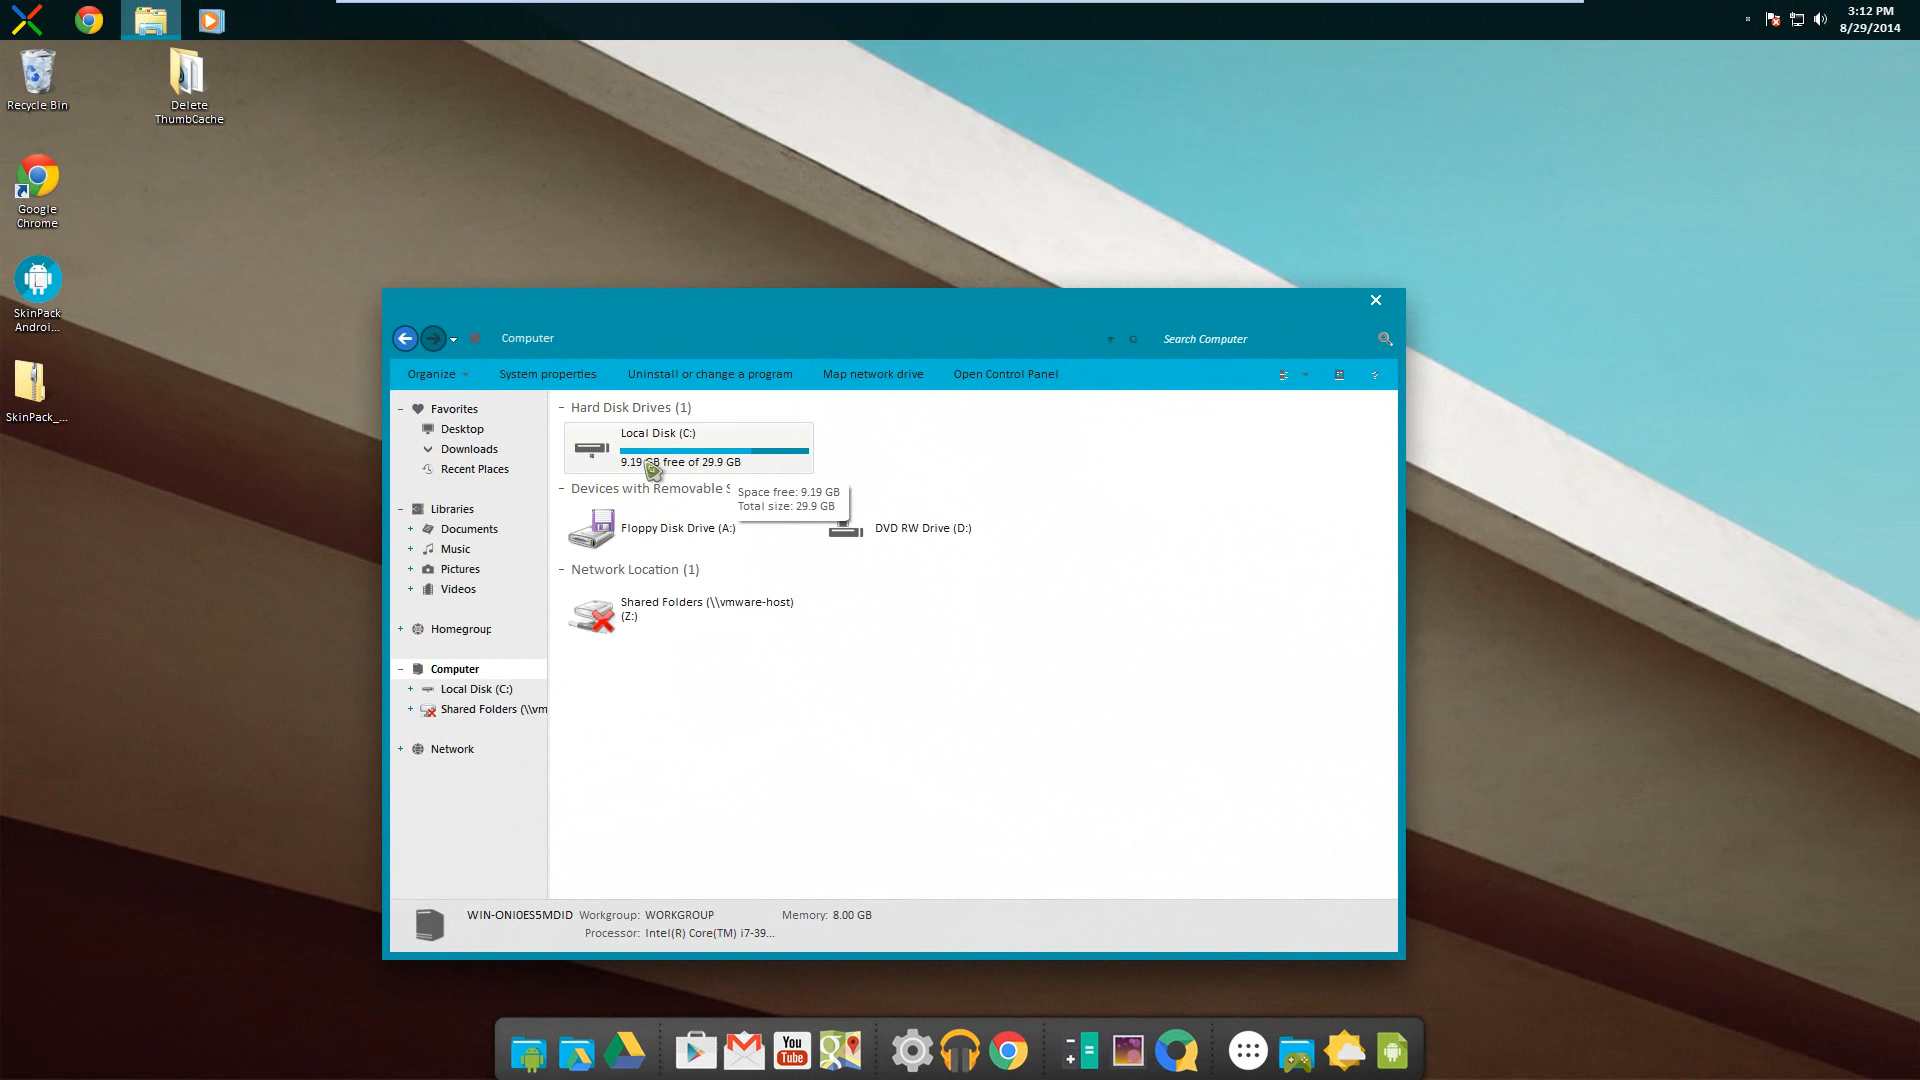 3:12 PM
8/29/2014
Recycle Bin
Delete
ThumbCache
Google
Chrome
SkinPack
Androi...
SkinPack_...
Computer
Search Computer
Organize
System properties
Uninstall or change a program
Map network drive
Open Control Panel
Favorites
Desktop
Downloads
Recent Places
Libraries
Documents
Music
Pictures
Videos
Homegroup
Computer
Local Disk (C:)
Shared Folders (\\vm
Network
Hard Disk Drives (1)
Local Disk (C:)
9.19 GB free of 29.9 GB
Devices with Removable S
Space free: 9.19 GB
Total size: 29.9 GB
Floppy Disk Drive (A:)
DVD RW Drive (D:)
Network Location (1)
Shared Folders (\\vmware-host)
(Z:)
WIN-ONI0ES5MDID Workgroup: WORKGROUP Memory: 8.00 GB
Processor: Intel(R) Core(TM) i7-39...
You
Tube